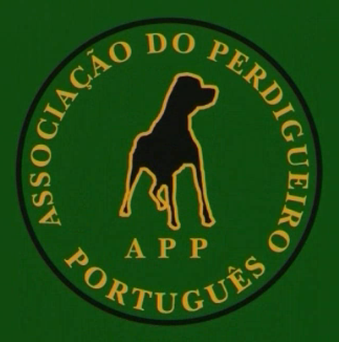 ASSOCIAÇÃO DO PERDIGUEIRO
PORTUGUÊS
APP